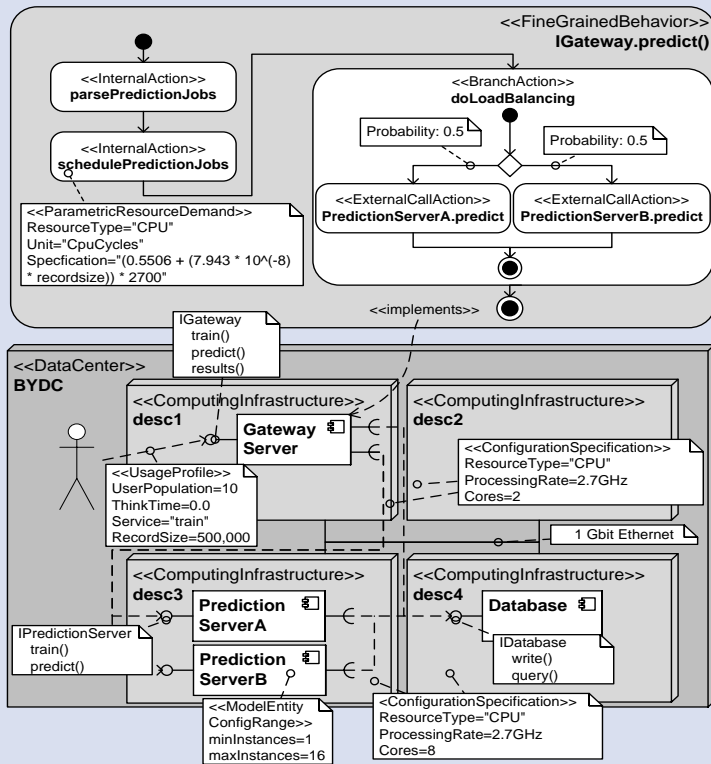 <<FineGrainedBehavior>>
IGateway.predict()
<<InternalAction>>
parsePredictionJobs
<<InternalAction>>
schedulePredictionJobs
<<ParametricResourceDemand>>
ResourceType="CPU"
Unit="CpuCycles"
Specfication="(0.5506 + (7.943 * 10^(-8)
* recordsize)) * 2700"
<<BranchAction>>
doLoadBalancing
Probability: 0.5
Probability: 0.5
<<ExternalCallAction>>
PredictionServerA.predict
<<ExternalCallAction>>
PredictionServerB.predict
<<implements>>
IGateway
train()
predict()
results()
<<DataCenter>>
BYDC
<<ComputingInfrastructure>>
desc1
Gateway
Server
<<ComputingInfrastructure>>
desc2
<<UsageProfile>>
UserPopulation=10
ThinkTime=0.0
Service="train"
RecordSize=500,000
<<ConfigurationSpecification>>
ResourceType="CPU"
ProcessingRate=2.7GHz
Cores=2
1 Gbit Ethernet
<<ComputingInfrastructure>>
desc3
Prediction
ServerA
Prediction
ServerB
<<ComputingInfrastructure>>
desc4
Database
IPredictionServer
train()
predict()
IDatabase
write()
query()
<<ModelEntity
ConfigRange>>
minInstances=1
maxInstances=16
<ConfigurationSpecification>>
ResourceType="CPU"
ProcessingRate=2.7GHz
Cores=8